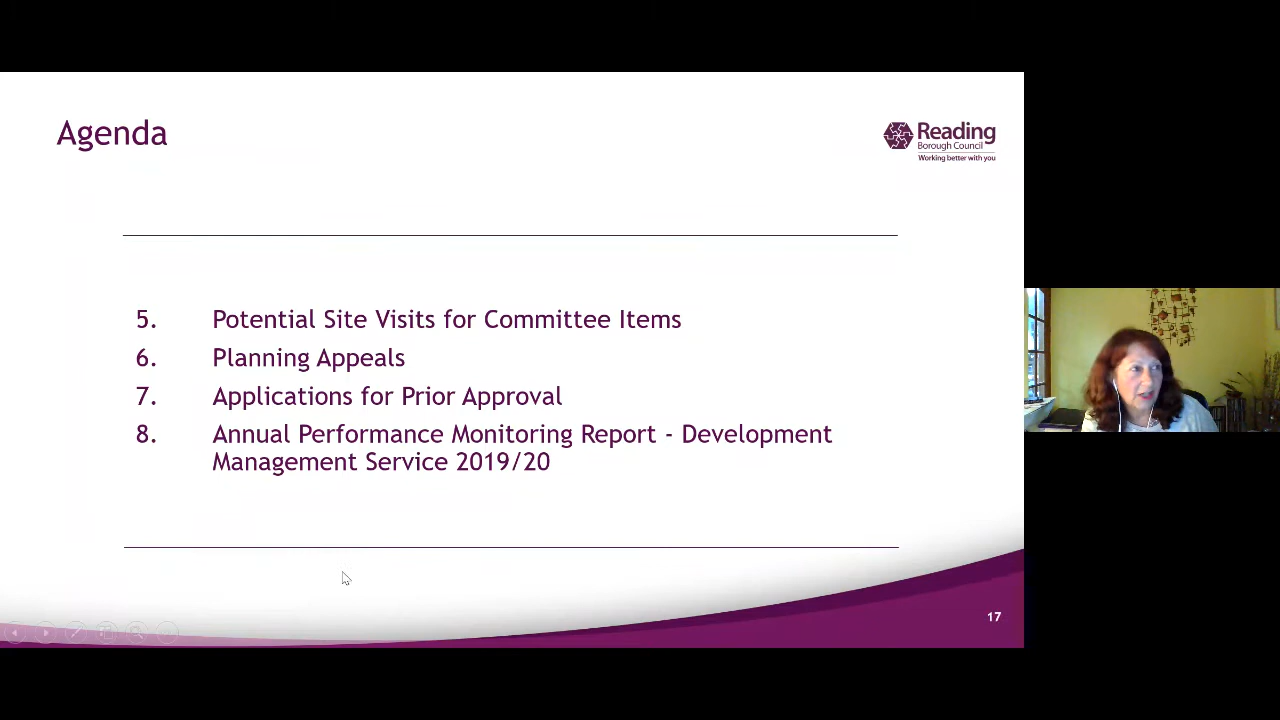 Agenda
Reading
Borough Council
Working better with you
5. Potential Site Visits for Committee Items
6. Planning Appeals
7. Applications for Prior Approval
8. Annual Performance Monitoring Report - Development
Management Service 2019/20
17